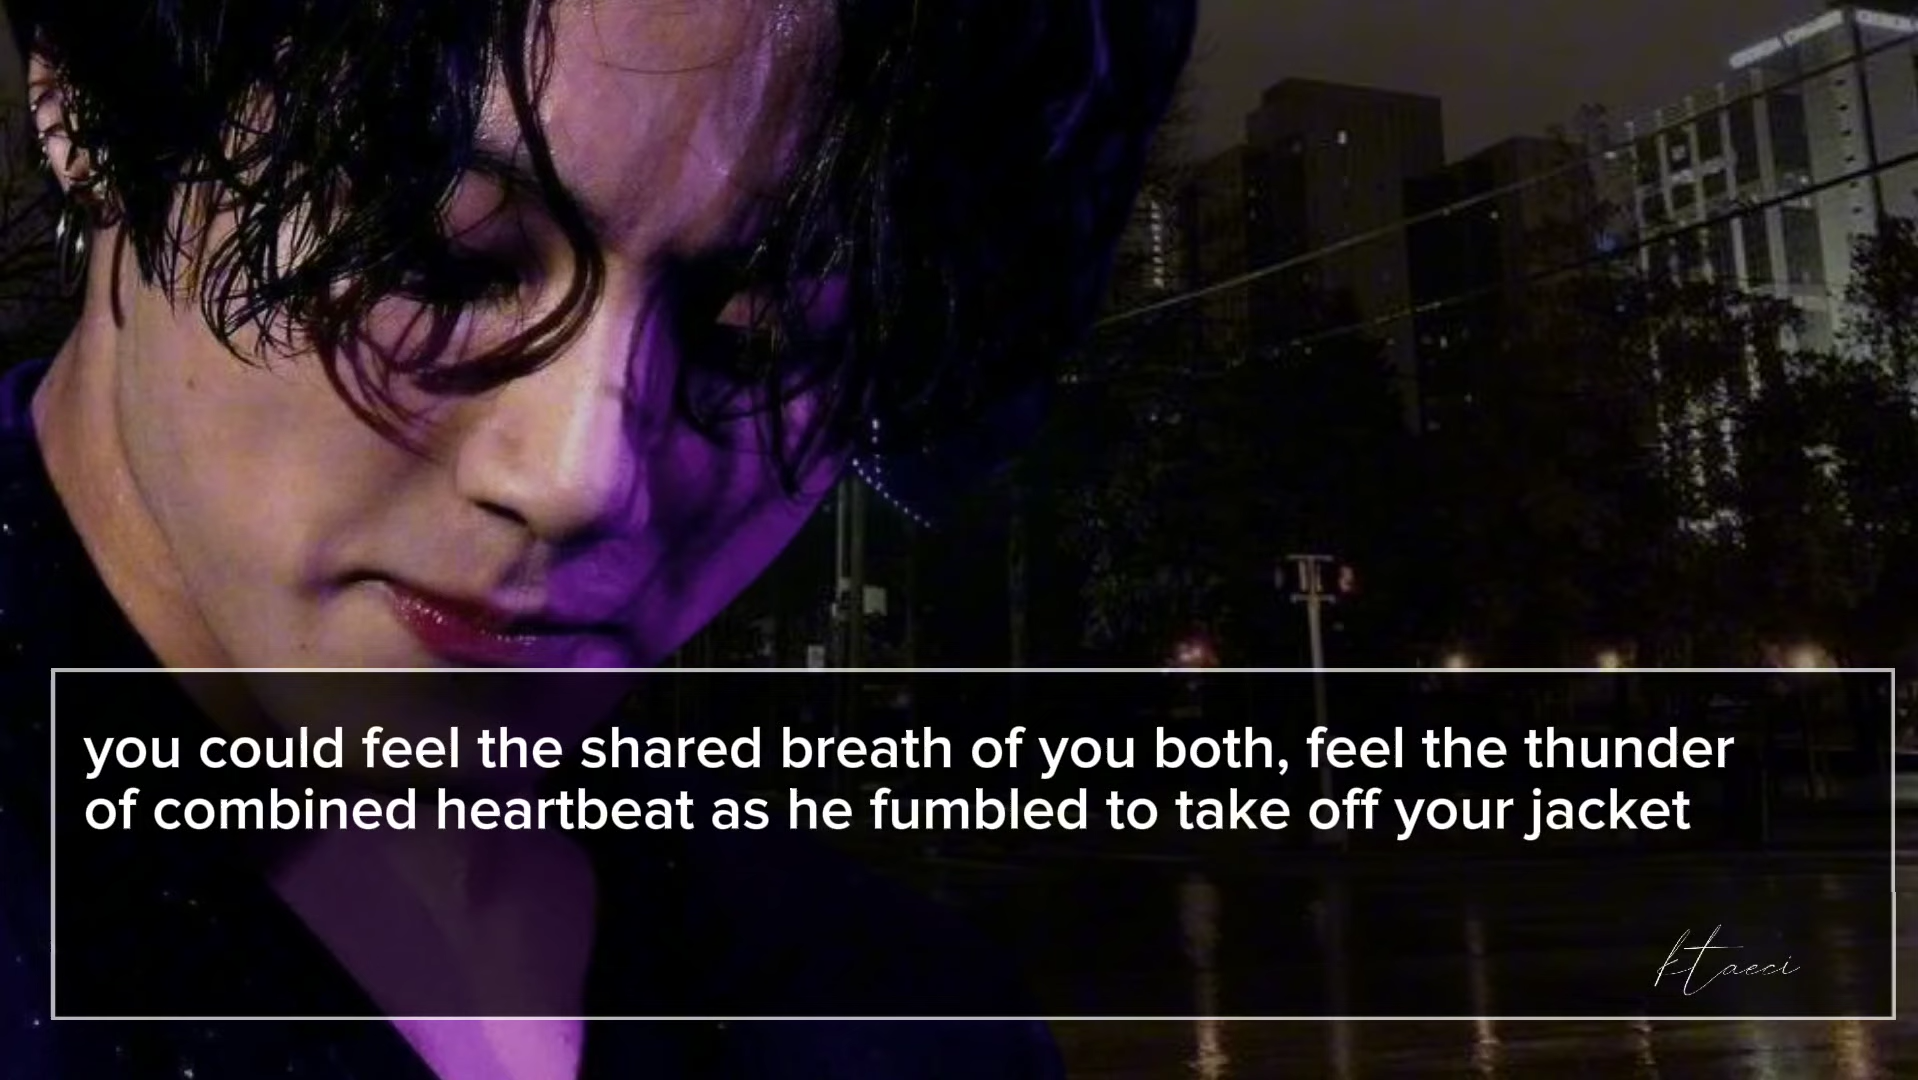 you could feel the shared breath of you both, feel the thunder
of combined heartbeat as he fumbled to take off your jacket
ktaeci